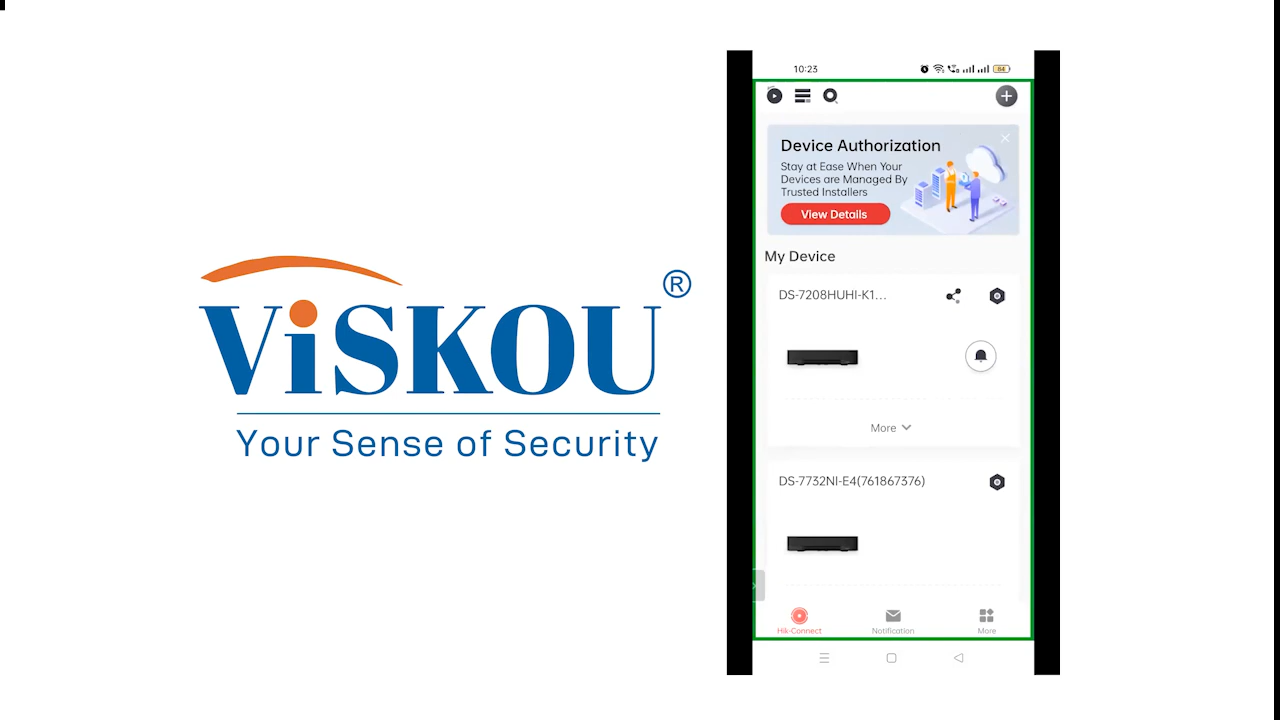 ViSKOU®
Your Sense of Security
10:23
84
Device Authorization
Stay at Ease When Your
Devices are Managed By
Trusted Installers
View Details
My Device
DS-7208HUHI-K1...
More
DS-7732NI-E4(761867376)
Hik-Connect
Notification
More